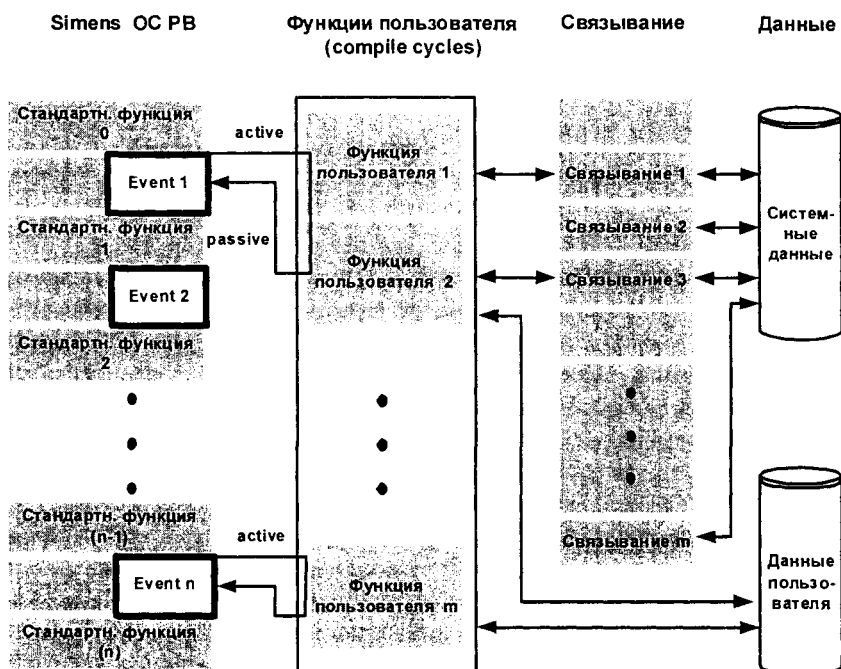 Simens ОС РВ
Функции пользователя
(compile cycles)
Связывание
Данные
Стандартн. функция
0
active
Event 1
Функция
пользователя 1
Связывание 1
Стандартн. функция
1
passive
Связывание 2
Систем-
ные
данные
Event 2
Функция
пользователя 2
Связывание 3
Стандартн. функция
2
Стандартн. функция
(n-1)
active
Связывание m
Event n
Функция
пользователя m
Данные
пользо-
вателя
Стандартн. функция
(n)